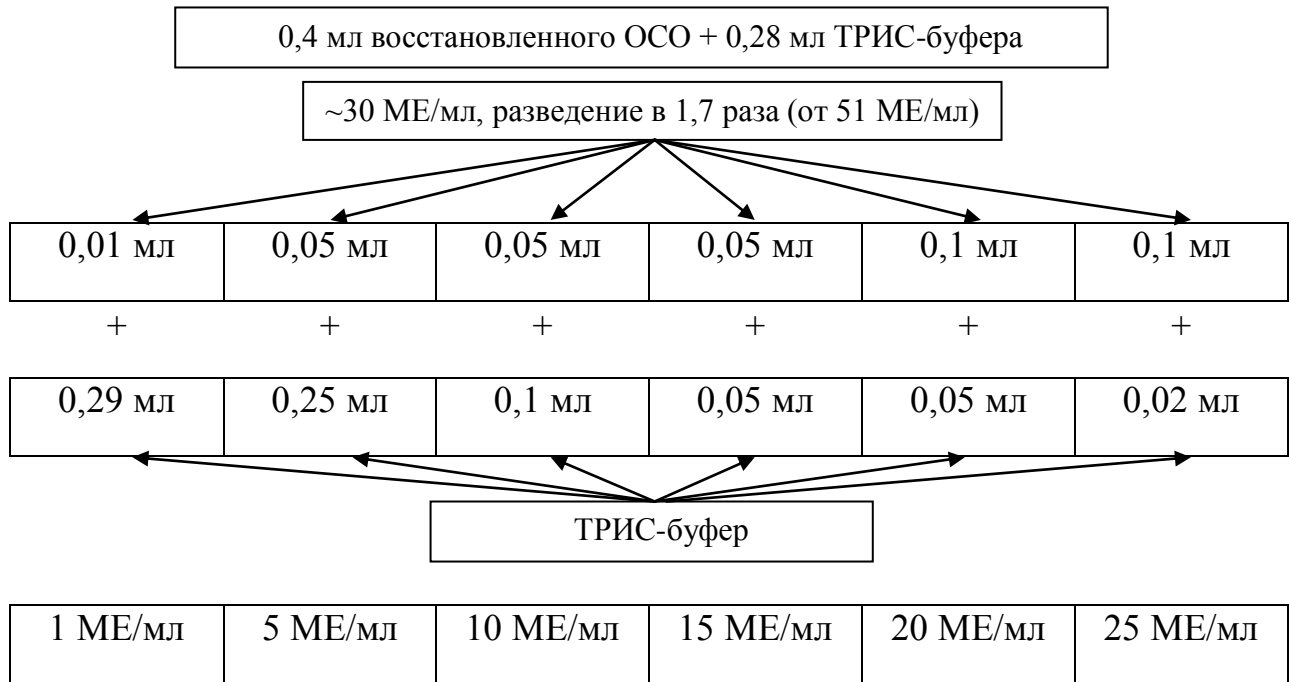 0,4 мл восстановленного ОСО + 0,28 мл ТРИС-буфера
~30 МЕ/мл, разведение в 1,7 раза (от 51 МЕ/мл)
0,01 мл 0,05 мл 0,05 мл 0,05 мл 0,1 мл 0,1 мл
+ + + + + +
0,29 мл 0,25 мл 0,1 мл 0,05 мл 0,05 мл 0,02 мл
ТРИС-буфер
1 МЕ/мл 5 МЕ/мл 10 МЕ/мл 15 МЕ/мл 20 МЕ/мл 25 МЕ/мл